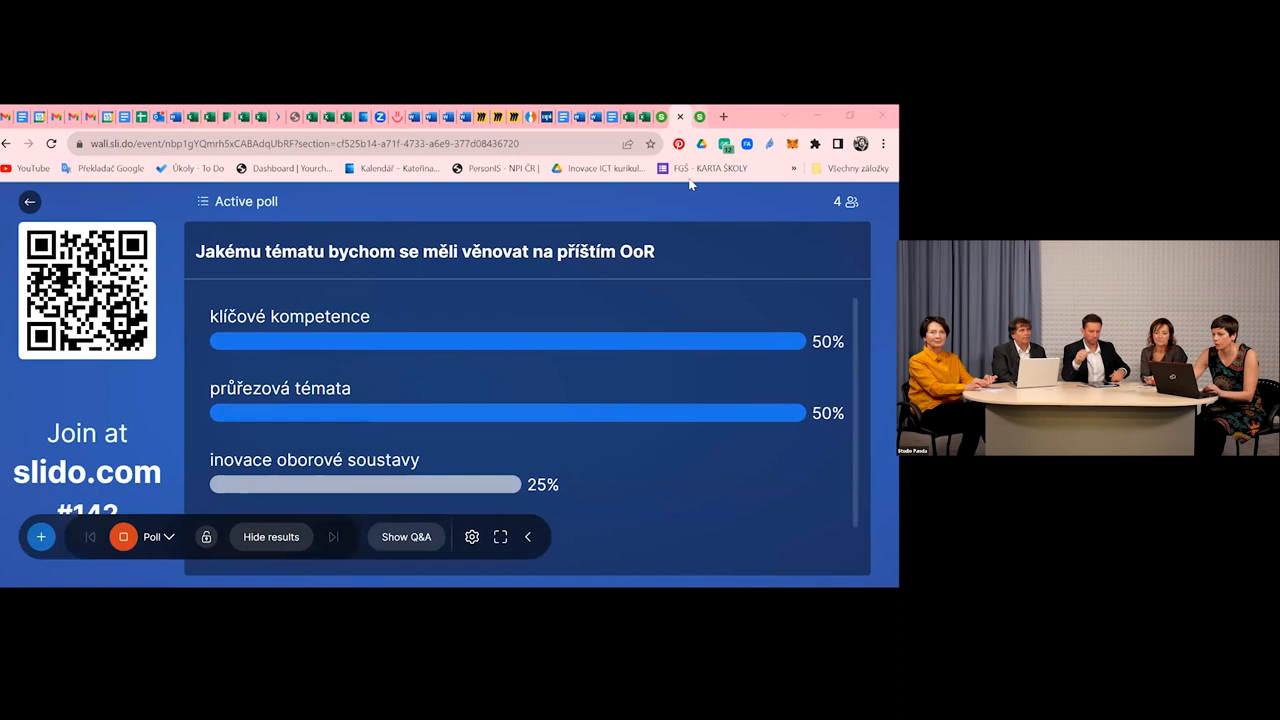 wall.sli.do/event/nbp1gYQmrh5xCABAdqUbRF?section=cf525b14-a71f-4733-a6e9-377d08436720
YouTube
Překladač Google
Úkoly - To Do
Dashboard | Yourch...
Kalendář – Kateřina...
PersonIS - NPI ČR |
Inovace ICT kurikul...
FGŠ - KARTA ŠKOLY
»
Všechny záložky
Active poll
4
Jakému tématu bychom se měli věnovat na příštím OoR
klíčové kompetence
50%
průřezová témata
50%
inovace oborové soustavy
25%
Join at
slido.com
Poll
Hide results
Show Q&A
Studio Panda